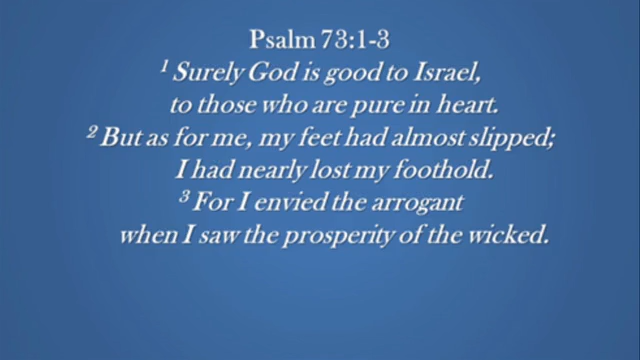 Psalm 73:1-3
1 Surely God is good to Israel,
to those who are pure in heart.
2 But as for me, my feet had almost slipped;
I had nearly lost my foothold.
3 For I envied the arrogant
when I saw the prosperity of the wicked.